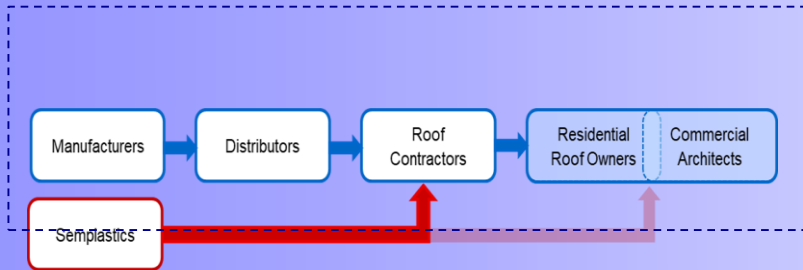 Manufacturers
Distributors
Roof
Contractors
Residential
Roof Owners
Commercial
Architects
Semplastics